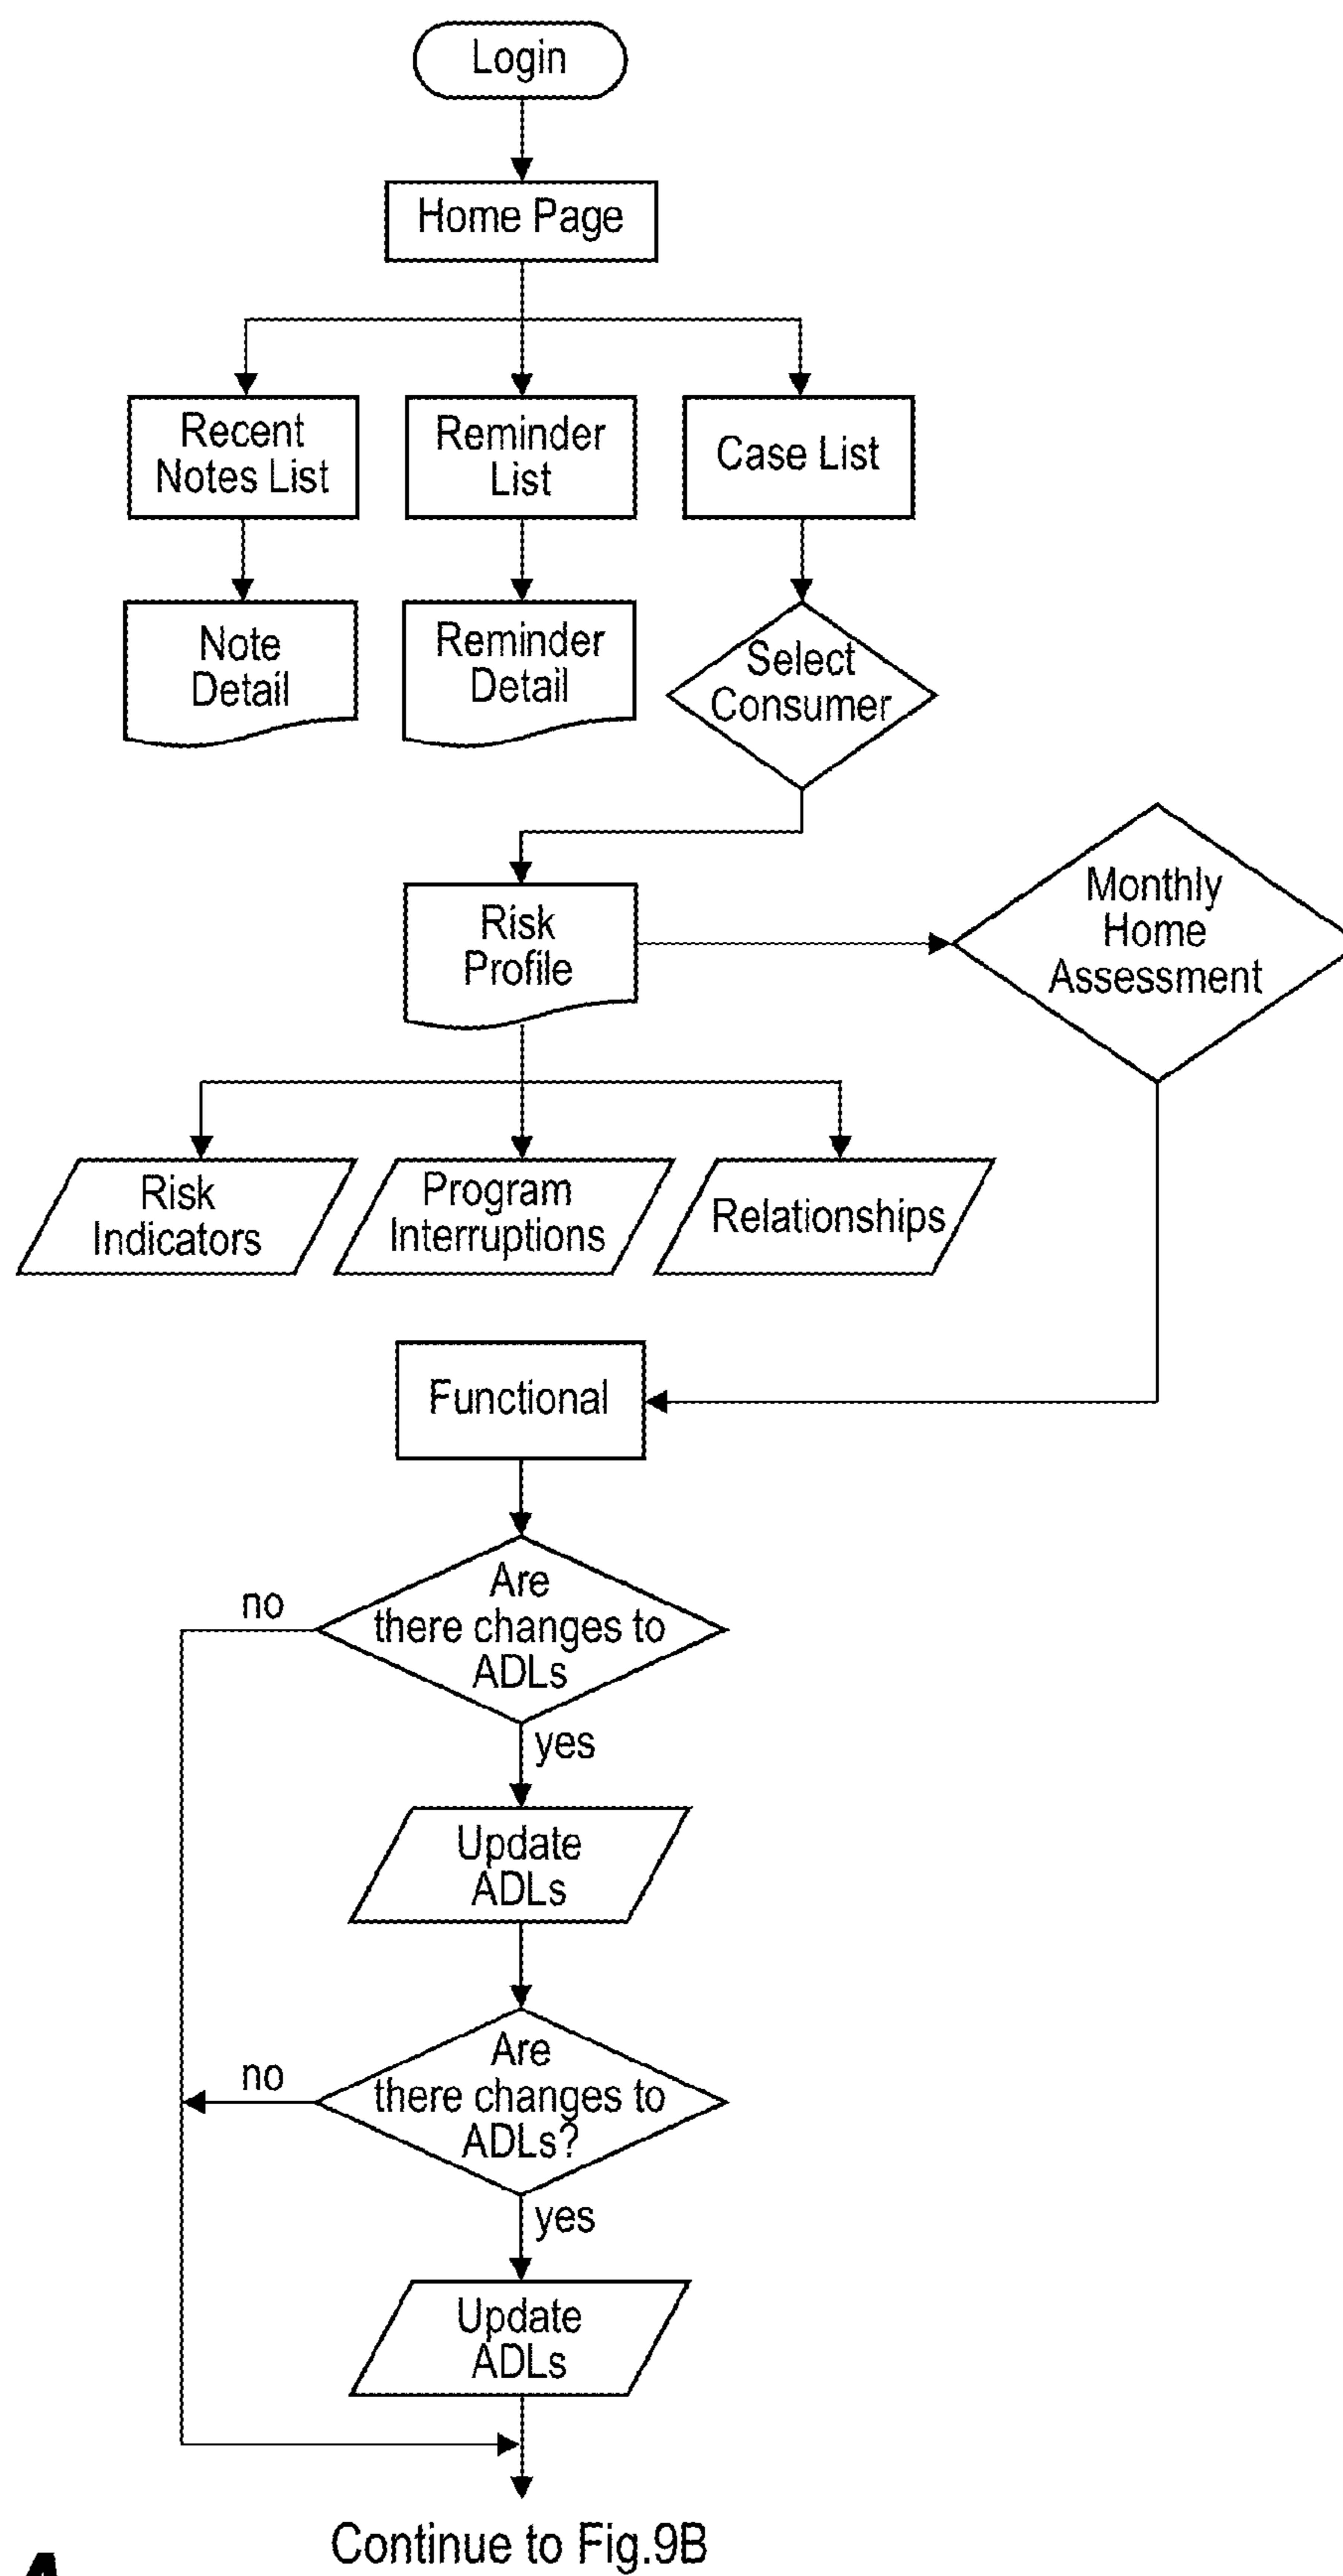 Login
Home Page
Recent
Notes List
Reminder
List
Case List
Note
Detail
Reminder
Detail
Select
Consumer
Risk
Profile
Monthly
Home
Assessment
Risk
Indicators
Program
Interruptions
Relationships
Functional
Are
there changes to
ADLs
no
yes
Update
ADLs
Are
there changes to
ADLs?
no
yes
Update
ADLs
Continue to Fig.9B